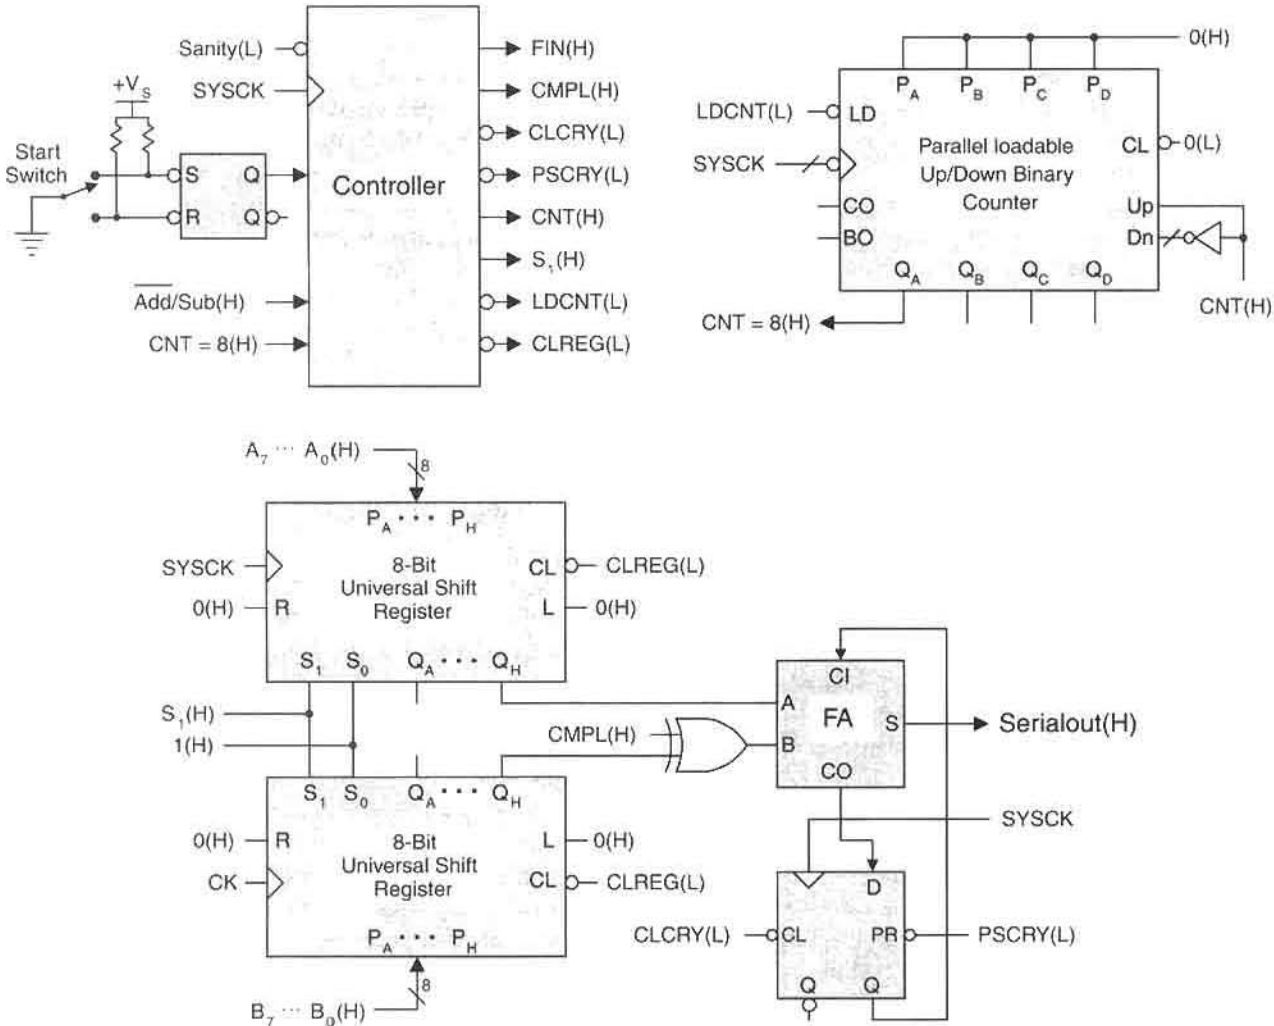 Sanity(L)
SYSCK
+V_S
Start
Switch
S Q
R Q
Add/Sub(H)
CNT = 8(H)
Controller
FIN(H)
CMPL(H)
CLCRY(L)
PSCRY(L)
CNT(H)
S_1(H)
LDCNT(L)
CLREG(L)
0(H)
P_A P_B P_C P_D
LDCNT(L)
LD
SYSCK
Parallel loadable
Up/Down Binary
Counter
CL
0(L)
CO
BO
Up
Dn
Q_A Q_B Q_C Q_D
CNT = 8(H)
CNT(H)
A_7 ··· A_0(H)
8
P_A ··· P_H
SYSCK
8-Bit
Universal Shift
Register
CL
CLREG(L)
0(H)
R
L
0(H)
S_1 S_0 Q_A ··· Q_H
S_1(H)
1(H)
CMPL(H)
CI
A
FA
B
S
CO
Serialout(H)
S_1 S_0 Q_A ··· Q_H
0(H)
R
8-Bit
Universal Shift
Register
L
0(H)
CK
CL
CLREG(L)
P_A ··· P_H
8
B_7 ··· B_0(H)
SYSCK
D
CLCRY(L)
CL
PR
PSCRY(L)
Q Q